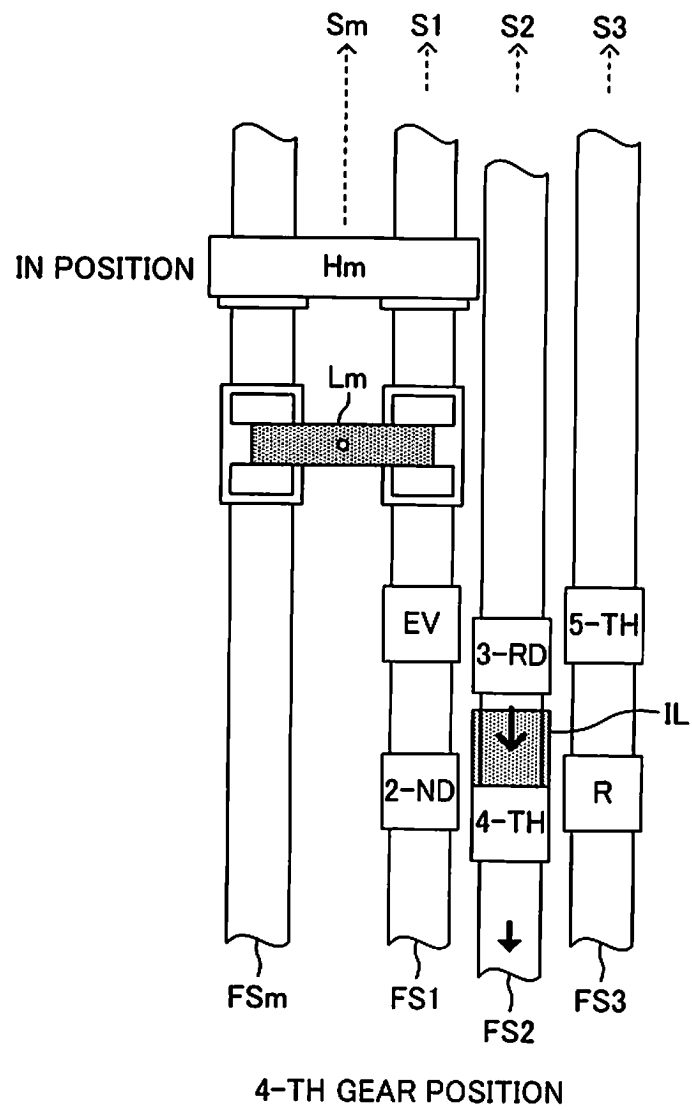 Sm S1 S2 S3
IN POSITION Hm
Lm
EV 3-RD 5-TH
IL
2-ND 4-TH R
FSm FS1 FS2 FS3
4-TH GEAR POSITION